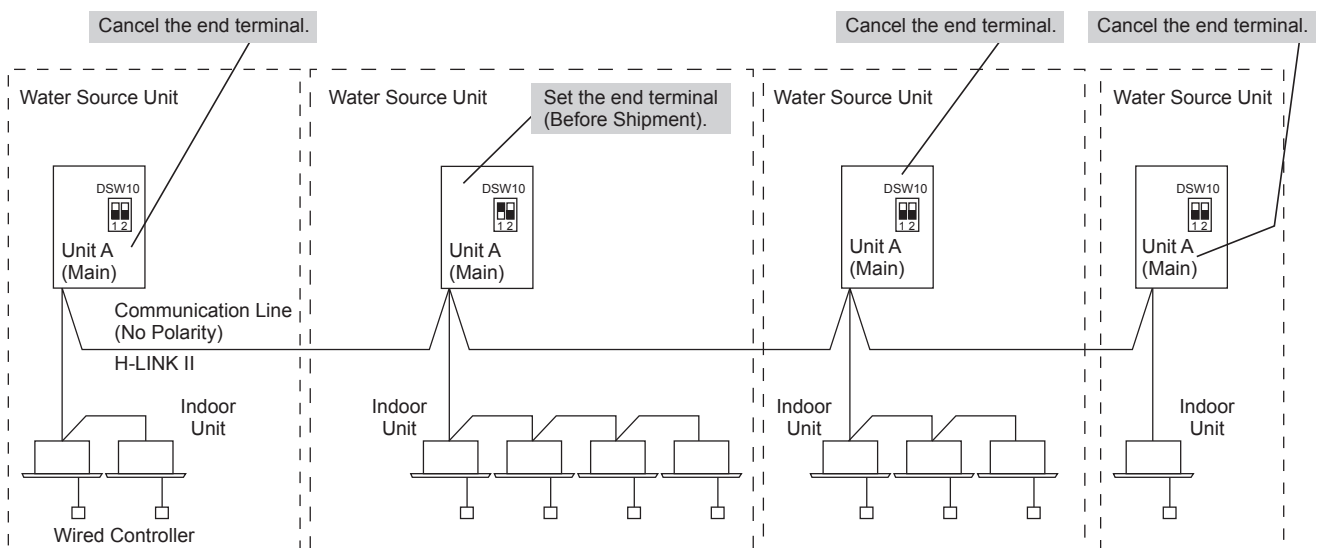 Cancel the end terminal.
Cancel the end terminal.
Cancel the end terminal.
Water Source Unit
Water Source Unit
Set the end terminal
(Before Shipment).
Water Source Unit
Water Source Unit
DSW10
1 2
Unit A
(Main)
DSW10
1 2
Unit A
(Main)
DSW10
1 2
Unit A
(Main)
DSW10
1 2
Unit A
(Main)
Communication Line
(No Polarity)
H-LINK II
Indoor
Unit
Indoor
Unit
Indoor
Unit
Indoor
Unit
Wired Controller